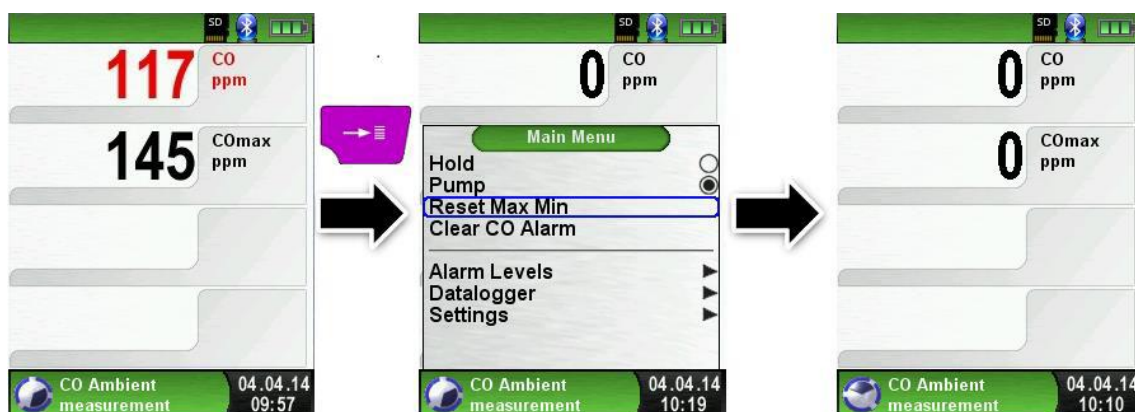 SD
117 CO
ppm
145 COmax
ppm
CO Ambient
measurement
04.04.14
09:57
SD
0 CO
ppm
Main Menu
Hold
Pump
Reset Max Min
Clear CO Alarm
Alarm Levels
Datalogger
Settings
CO Ambient
measurement
04.04.14
10:19
SD
0 CO
ppm
0 COmax
ppm
CO Ambient
measurement
04.04.14
10:10